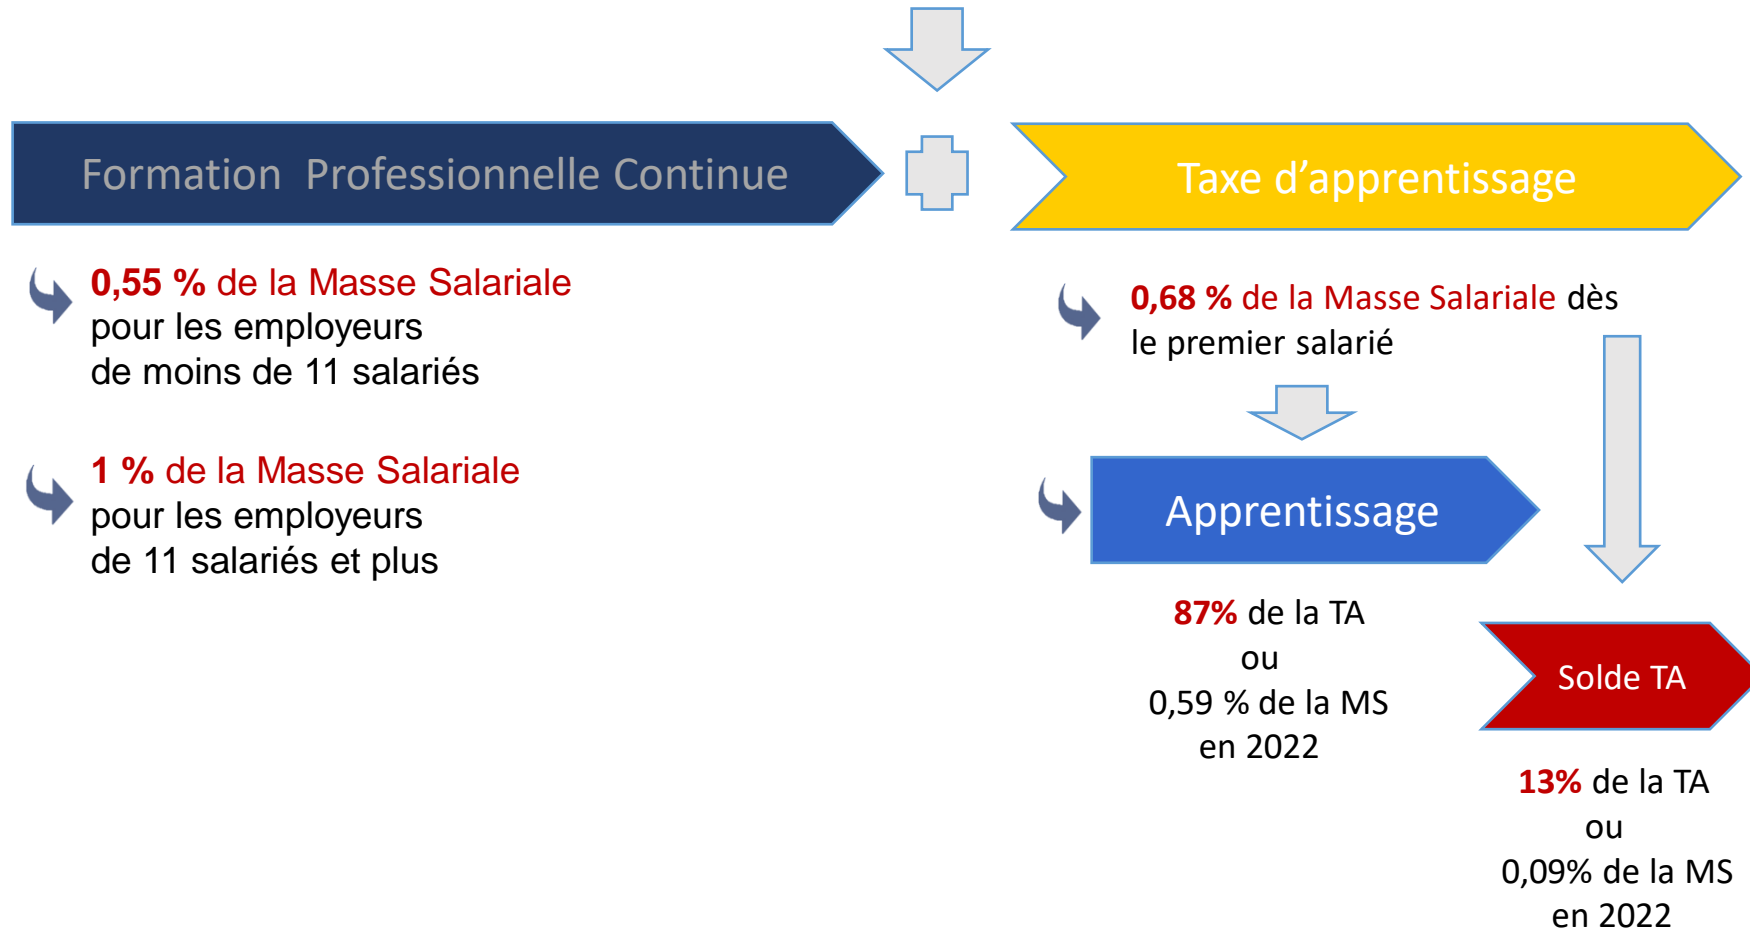 Formation  Professionnelle Continue
0,55 % de la Masse Salariale
pour les employeurs
de moins de 11 salariés
1 % de la Masse Salariale
pour les employeurs
de 11 salariés et plus
Taxe d’apprentissage
0,68 % de la Masse Salariale dès
le premier salarié
Apprentissage
87% de la TA
ou
0,59 % de la MS
en 2022
Solde TA
13% de la TA
ou
0,09% de la MS
en 2022